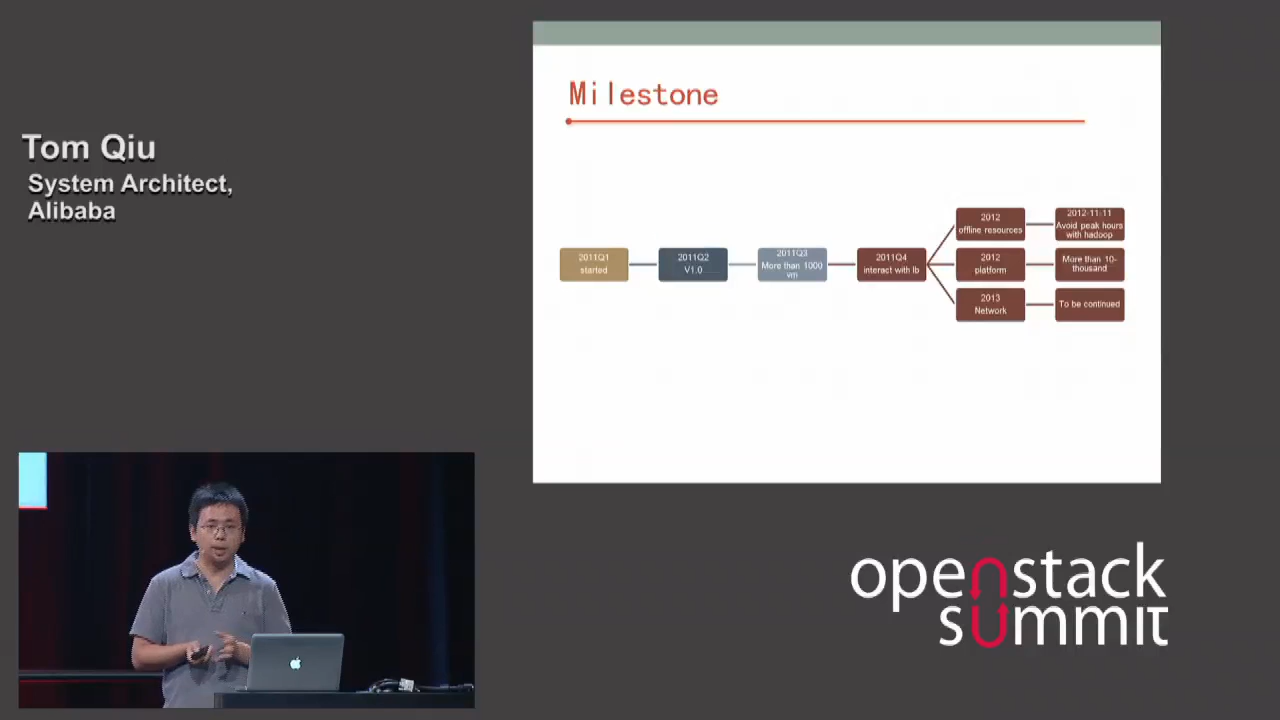 Tom Qiu
System Architect,
Alibaba
Milestone
2011Q1
started
2011Q2
V1.0
2011Q3
More than 1000
vm
2011Q4
interact with lb
2012
offline resources
2012-11-11
Avoid peak hours
with hadoop
2012
platform
More than 10-
thousand
2013
Network
To be continued
openstack
summit